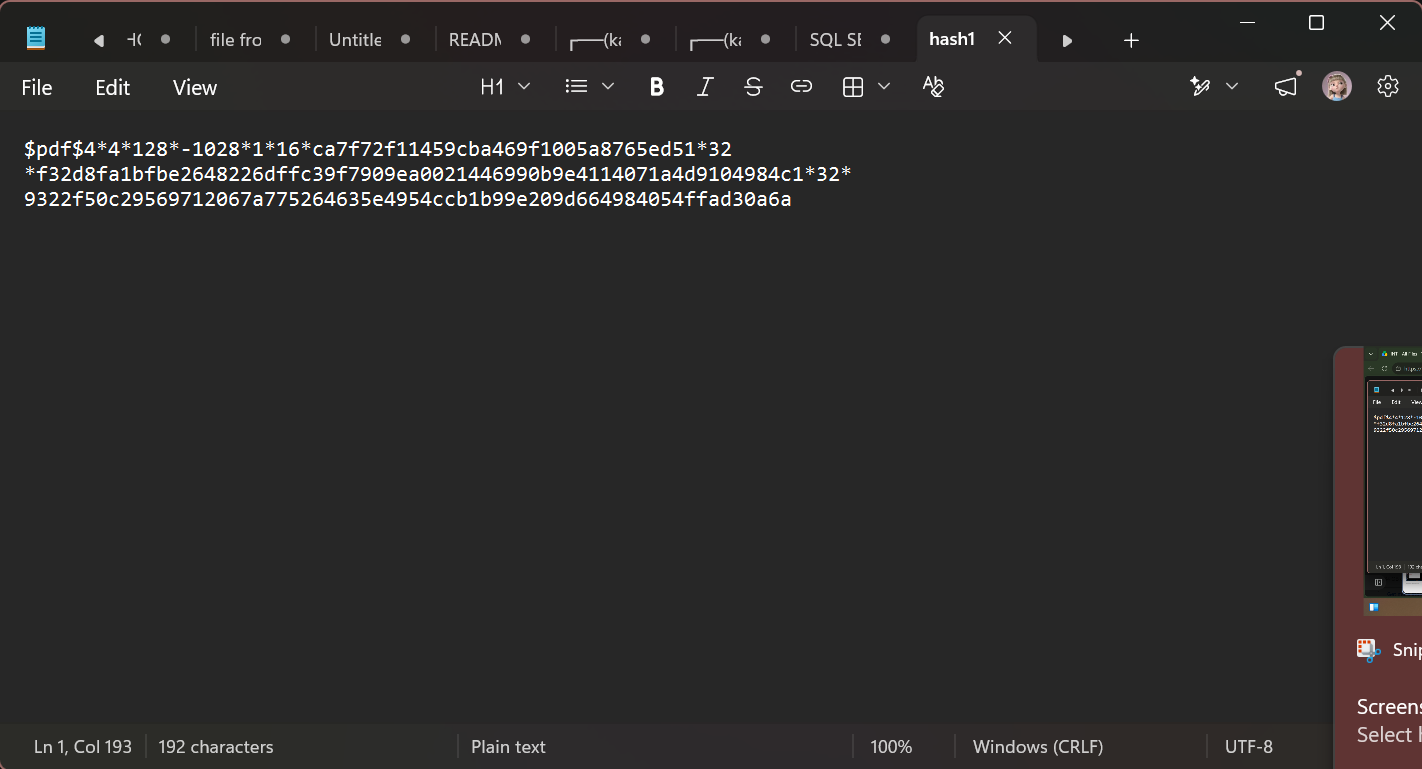 file fro
Untitle
READM
SQL SE
hash1
File
Edit
View
H1
$pdf$4*4*128*-1028*1*16*ca7f72f11459cba469f1005a8765ed51*32
*f32d8fa1bfbe2648226dffc39f7909ea0021446990b9e4114071a4d9104984c1*32*
9322f50c29569712067a775264635e4954ccb1b99e209d664984054ffad30a6a
Snip
Screens
Select
Ln 1, Col 193
192 characters
Plain text
100%
Windows (CRLF)
UTF-8